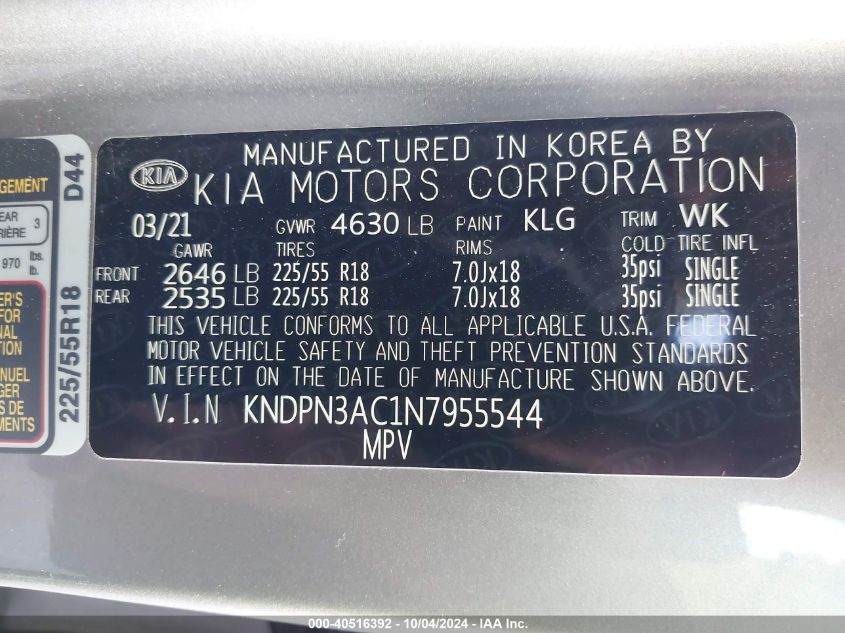 MANUFACTURED IN KOREA BY
KIA KIA MOTORS CORPORATION
03/21 GVWR 4630 LB PAINT KLG TRIM WK
GAWR TIRES RIMS COLD TIRE INFL
FRONT 2646 LB 225/55 R18 7.0Jx18 35psi SINGLE
REAR 2535 LB 225/55 R18 7.0Jx18 35psi SINGLE
THIS VEHICLE CONFORMS TO ALL APPLICABLE U.S.A. FEDERAL
MOTOR VEHICLE SAFETY AND THEFT PREVENTION STANDARDS
IN EFFECT ON THE DATE OF MANUFACTURE SHOWN ABOVE.
V.I.N KNDPN3AC1N7955544
MPV
D44
225/55R18
3
970 lbs.
lb.
000-40516392 - 10/04/2024 - IAA Inc.